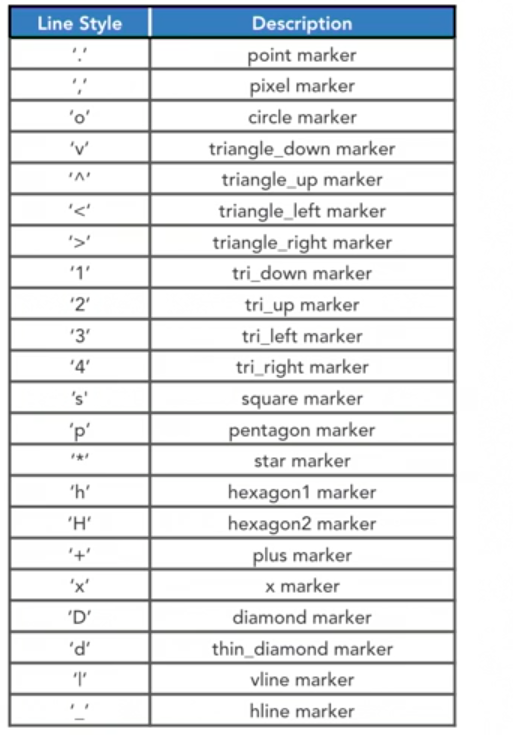 Line Style Description
‘.’ point marker
‘,’ pixel marker
‘o’ circle marker
‘v’ triangle_down marker
‘^’ triangle_up marker
‘<’ triangle_left marker
‘>’ triangle_right marker
‘1’ tri_down marker
‘2’ tri_up marker
‘3’ tri_left marker
‘4’ tri_right marker
‘s' square marker
‘p’ pentagon marker
‘*’ star marker
‘h’ hexagon1 marker
‘H’ hexagon2 marker
‘+’ plus marker
‘x’ x marker
‘D’ diamond marker
‘d’ thin_diamond marker
‘|’ vline marker
‘_’ hline marker